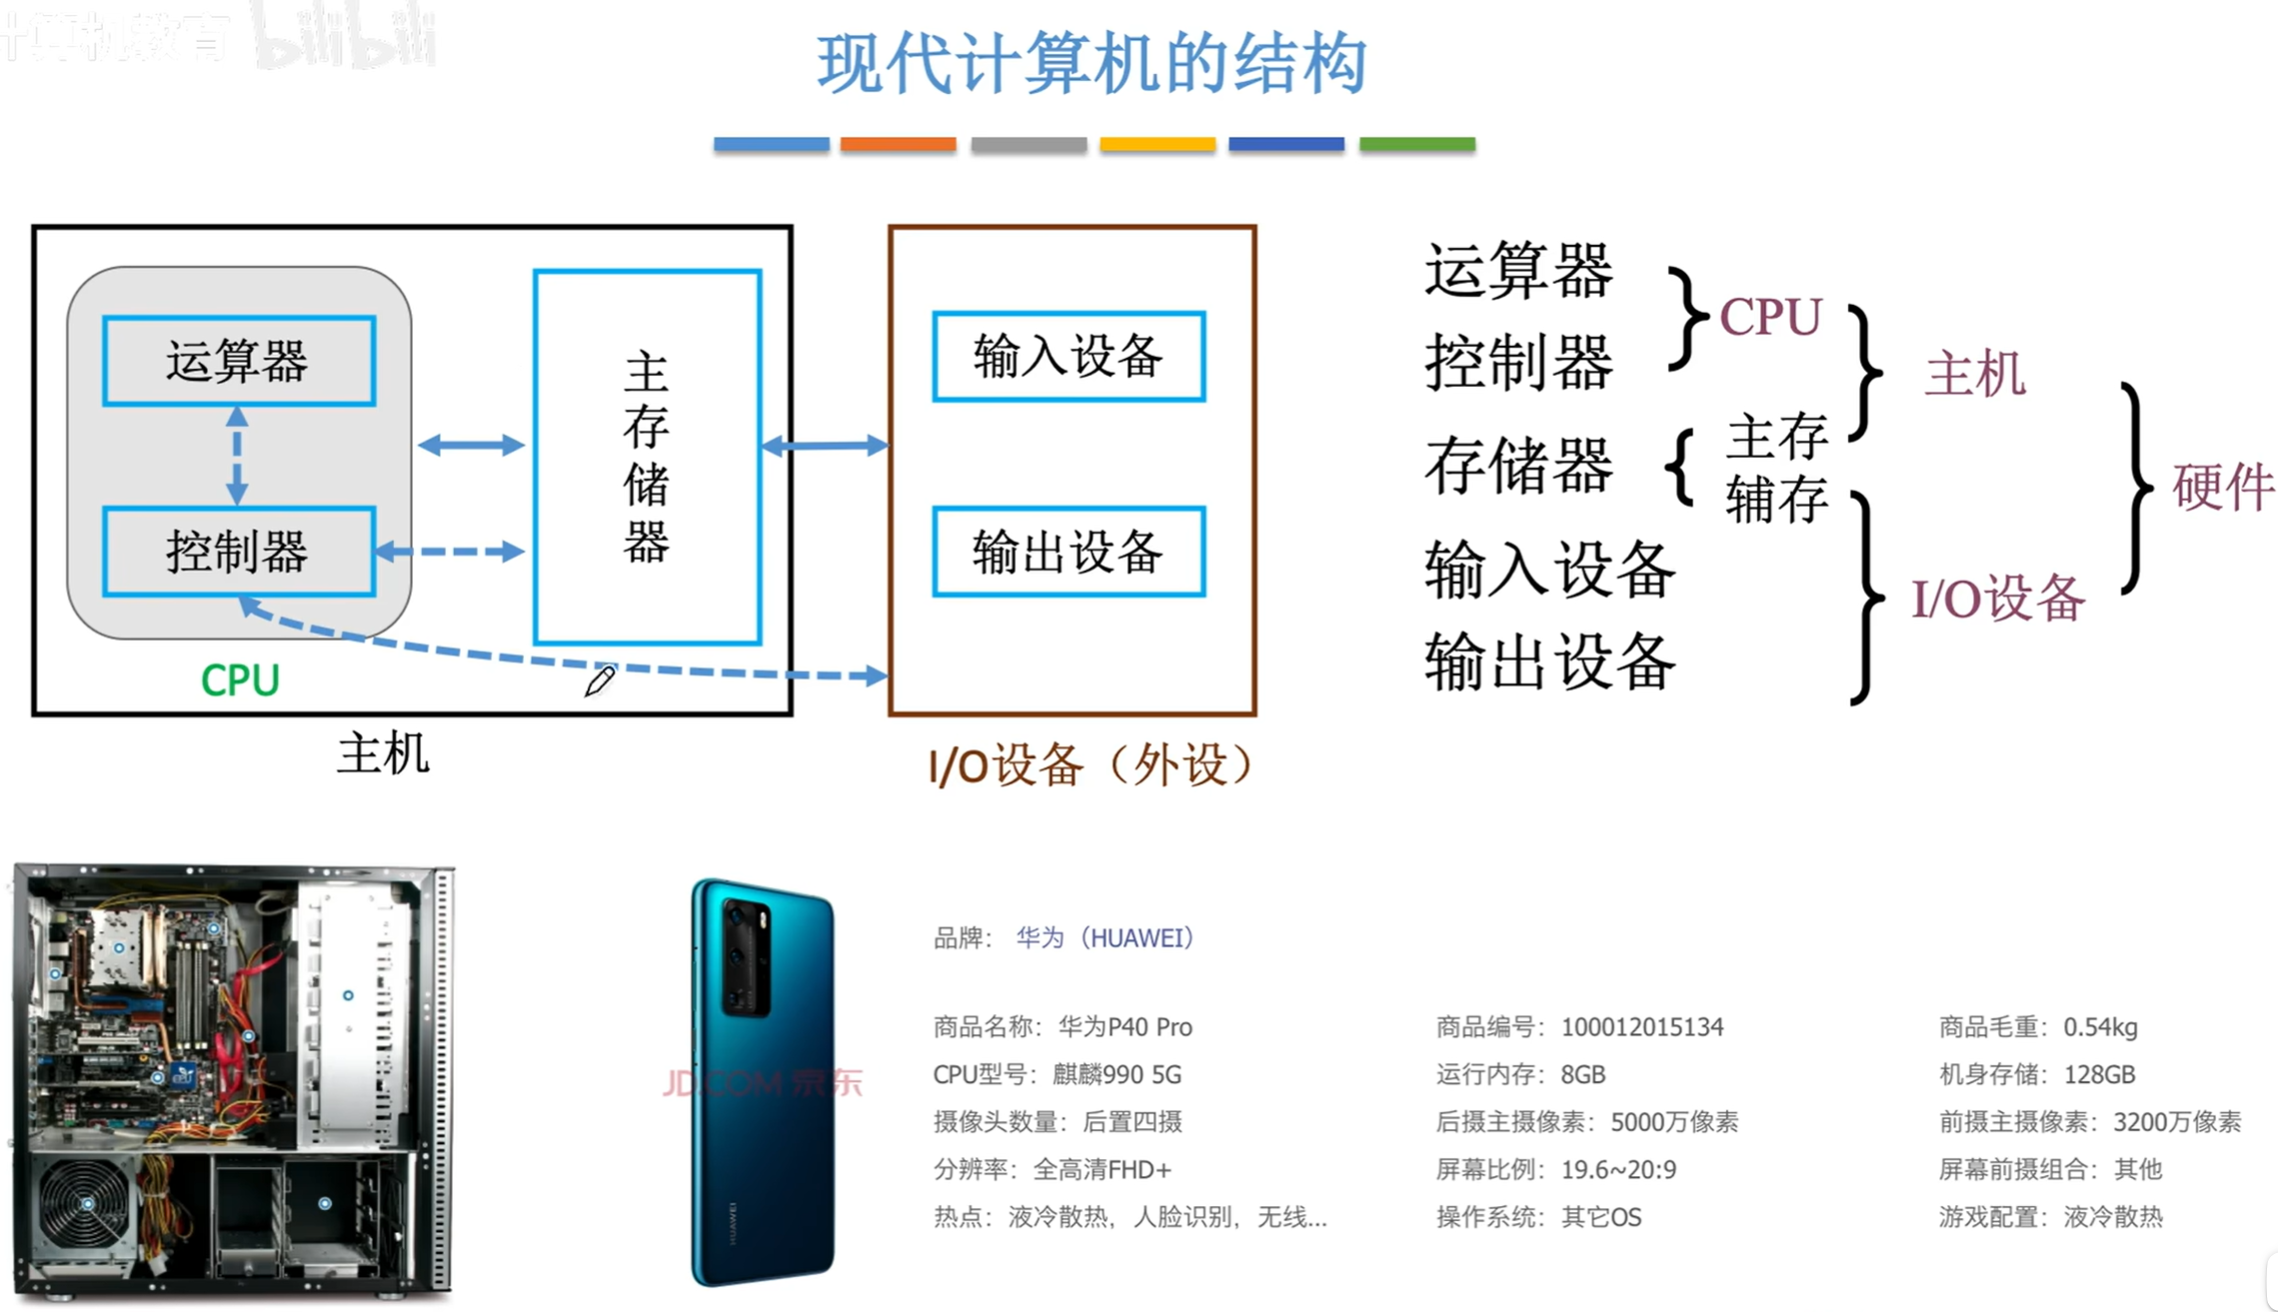 计算机教育 bilibili
现代计算机的结构
运算器
控制器
CPU
主存储器
主机
输入设备
输出设备
I/O设备（外设）
运算器
控制器
CPU
存储器
主存
辅存
输入设备
输出设备
主机
I/O设备
硬件
CPU
HUAWEI
JD.COM 京东
品牌： 华为（HUAWEI）
商品名称：华为P40 Pro 商品编号：100012015134 商品毛重：0.54kg
CPU型号：麒麟990 5G 运行内存：8GB 机身存储：128GB
摄像头数量：后置四摄 后摄主摄像素：5000万像素 前摄主摄像素：3200万像素
分辨率：全高清FHD+ 屏幕比例：19.6~20:9 屏幕前摄组合：其他
热点：液冷散热，人脸识别，无线... 操作系统：其它OS 游戏配置：液冷散热